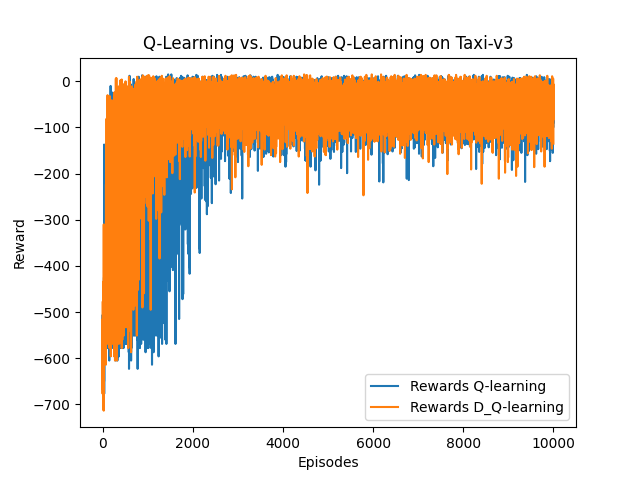 Q-Learning vs. Double Q-Learning on Taxi-v3
0
−100
−200
−300
−400
−500
−600
−700
Reward
0
2000
4000
6000
8000
10000
Episodes
Rewards Q-learning
Rewards D_Q-learning